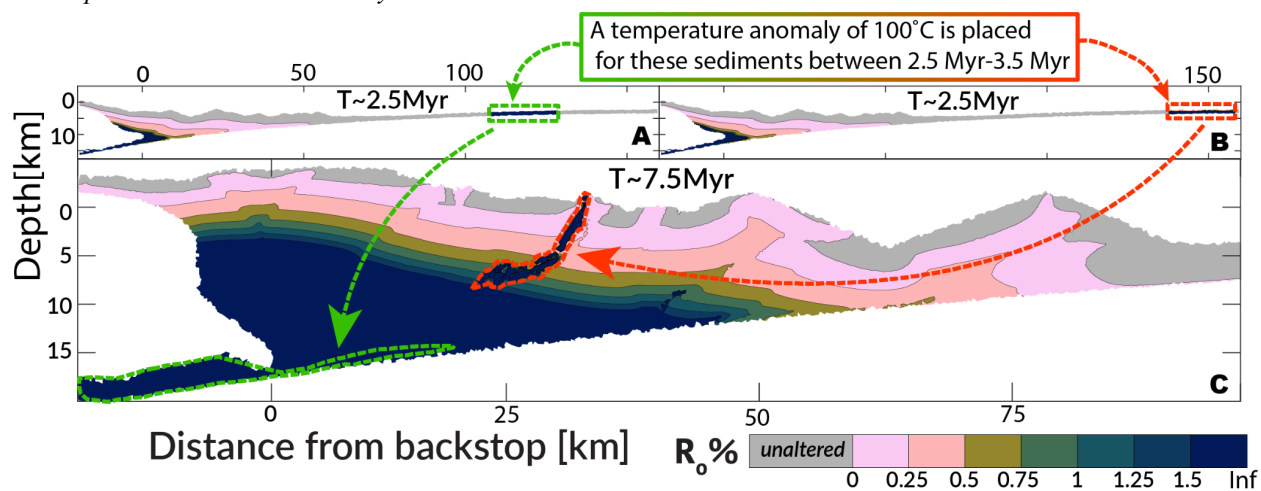 A temperature anomaly of 100˚C is placed
for these sediments between 2.5 Myr-3.5 Myr
0 50 100 150
T~2.5Myr T~2.5Myr
0
10
A B
Depth[km]
T~7.5Myr
0
5
10
15
C
0 25 50 75
Distance from backstop [km]
Ro% unaltered
0 0.25 0.5 0.75 1 1.25 1.5 Inf